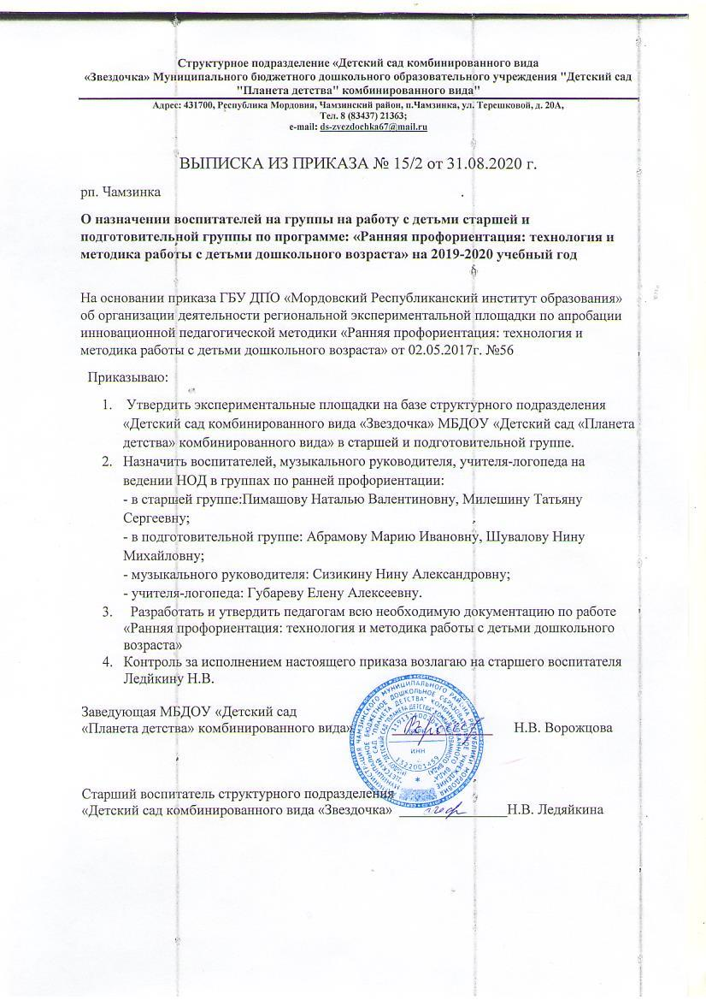 Структурное подразделение «Детский сад комбинированного вида
«Звездочка» Муниципального бюджетного дошкольного образовательного учреждения "Детский сад
"Планета детства" комбинированного вида"
Адрес: 431700, Республика Мордовия, Чамзинский район, п.Чамзинка, ул. Терешковой, д. 20А,
Тел. 8 (83437) 21363;
e-mail: ds-zvezdochka67@mail.ru
ВЫПИСКА ИЗ ПРИКАЗА № 15/2 от 31.08.2020 г.
рп. Чамзинка
О назначении воспитателей на группы на работу с детьми старшей и
подготовительной группы по программе: «Ранняя профориентация: технология и
методика работы с детьми дошкольного возраста» на 2019-2020 учебный год
На основании приказа ГБУ ДПО «Мордовский Республиканский институт образования»
об организации деятельности региональной экспериментальной площадки по апробации
инновационной педагогической методики «Ранняя профориентация: технология и
методика работы с детьми дошкольного возраста» от 02.05.2017г. №56
Приказываю:
1. Утвердить экспериментальные площадки на базе структурного подразделения
«Детский сад комбинированного вида «Звездочка» МБДОУ «Детский сад «Планета
детства» комбинированного вида» в старшей и подготовительной группе.
2. Назначить воспитателей, музыкального руководителя, учителя-логопеда на
ведении НОД в группах по ранней профориентации:
- в старшей группе:Пимашову Наталью Валентиновну, Милешину Татьяну
Сергеевну;
- в подготовительной группе: Абрамову Марию Ивановну, Шувалову Нину
Михайловну;
- музыкального руководителя: Сизикину Нину Александровну;
- учителя-логопеда: Губареву Елену Алексеевну.
3. Разработать и утвердить педагогам всю необходимую документацию по работе
«Ранняя профориентация: технология и методика работы с детьми дошкольного
возраста»
4. Контроль за исполнением настоящего приказа возлагаю на старшего воспитателя
Ледйкину Н.В.
Заведующая МБДОУ «Детский сад
«Планета детства» комбинированного вида» Н.В. Ворожцова
ИНН
1322001459
Старший воспитатель структурного подразделения
«Детский сад комбинированного вида «Звездочка» Н.В. Ледяйкина